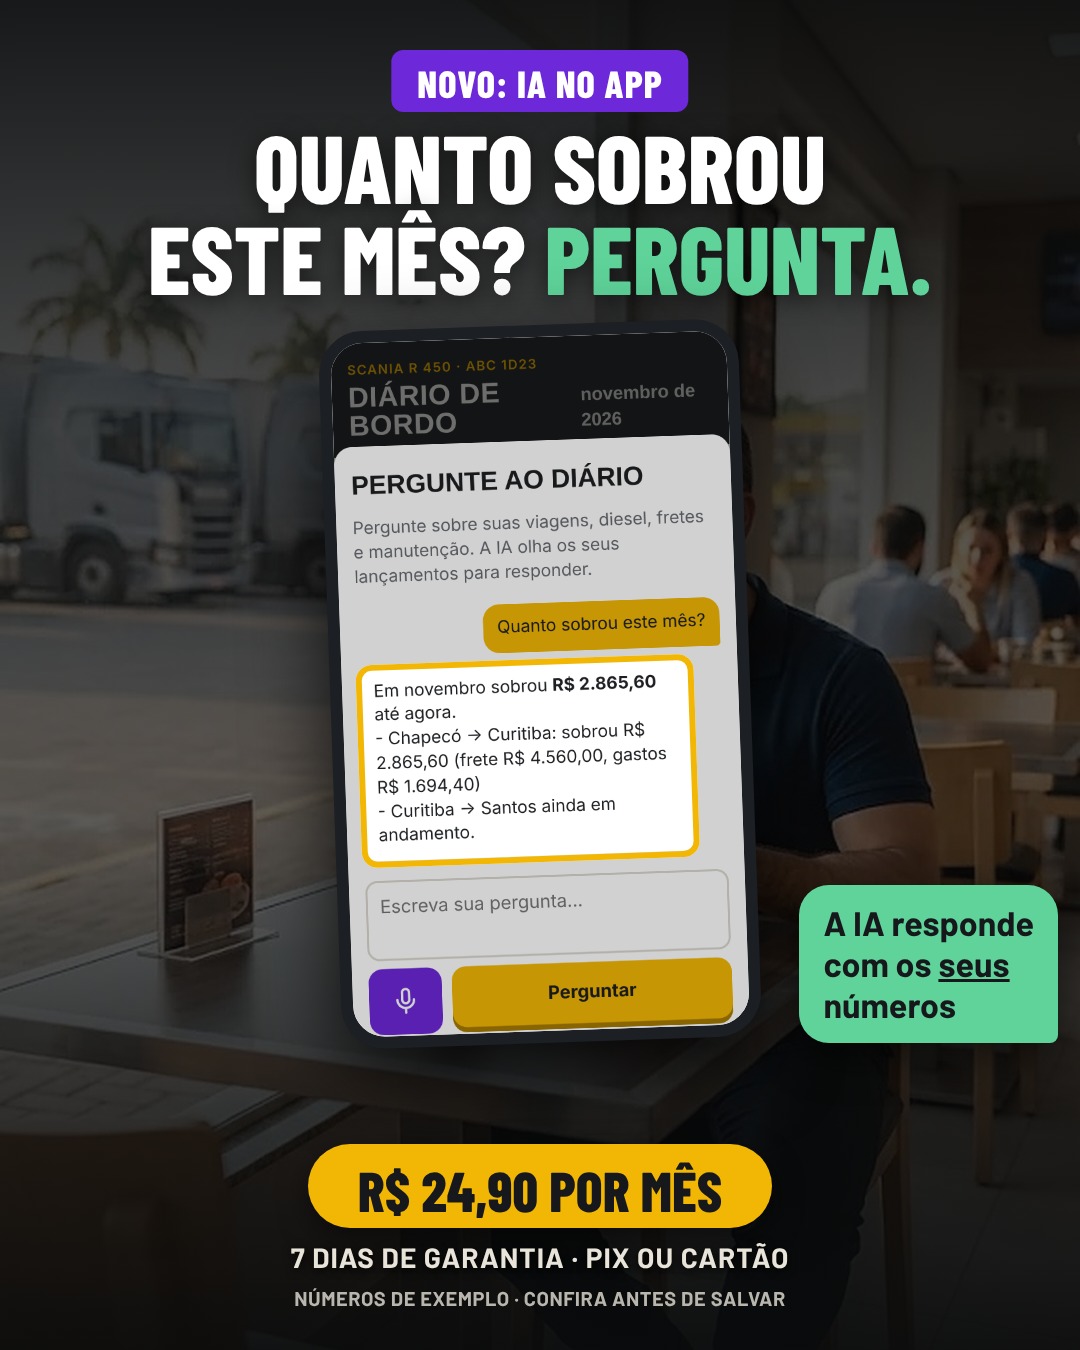 NOVO: IA NO APP
QUANTO SOBROU
ESTE MÊS? PERGUNTA.
SCANIA R 450 · ABC 1D23
DIÁRIO DE
BORDO
novembro de
2026
PERGUNTE AO DIÁRIO
Pergunte sobre suas viagens, diesel, fretes
e manutenção. A IA olha os seus
lançamentos para responder.
Quanto sobrou este mês?
Em novembro sobrou R$ 2.865,60
até agora.
- Chapecó → Curitiba: sobrou R$
2.865,60 (frete R$ 4.560,00, gastos
R$ 1.694,40)
- Curitiba → Santos ainda em
andamento.
Escreva sua pergunta...
Perguntar
A IA responde
com os seus
números
R$ 24,90 POR MÊS
7 DIAS DE GARANTIA · PIX OU CARTÃO
NÚMEROS DE EXEMPLO · CONFIRA ANTES DE SALVAR